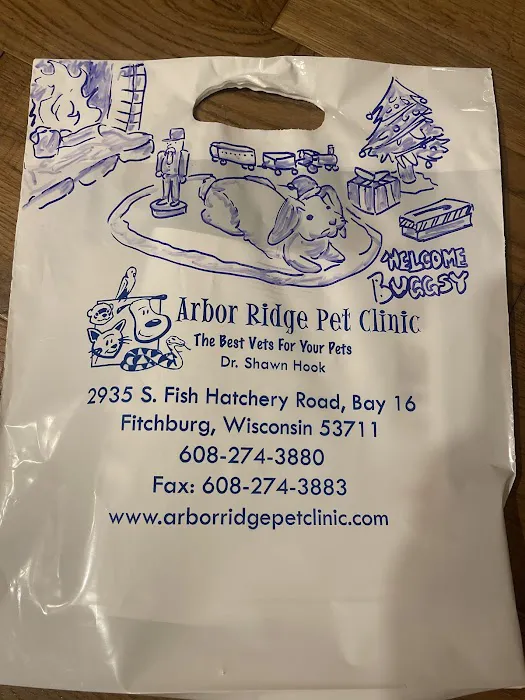 WELCOME
BUGGSY
Arbor Ridge Pet Clinic
The Best Vets For Your Pets
Dr. Shawn Hook
2935 S. Fish Hatchery Road, Bay 16
Fitchburg, Wisconsin 53711
608-274-3880
Fax: 608-274-3883
www.arborridgepetclinic.com